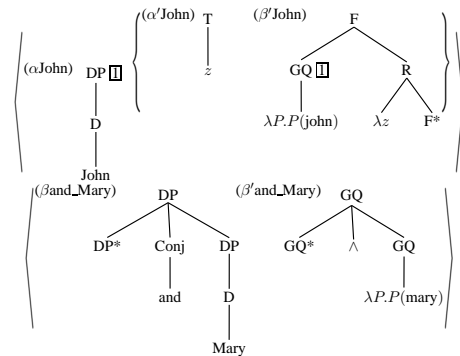 (α′John) T (β′John) F
(αJohn) DP 1 z GQ 1 R
D λP.P(john) λz F*
John
(βand_Mary) DP (β′and_Mary) GQ
DP* Conj DP GQ* ∧ GQ
and D λP.P(mary)
Mary